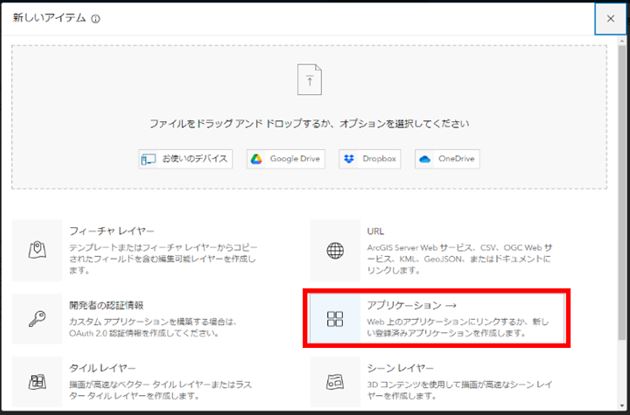 新しいアイテム
ファイルをドラッグ アンド ドロップするか、オプションを選択してください
お使いのデバイス
Google Drive
Dropbox
OneDrive
フィーチャ レイヤー
テンプレートまたはフィーチャ レイヤーからコピー
されたフィールドを含む編集可能レイヤーを作成し
ます。
URL
ArcGIS Server Web サービス、CSV、OGC Web サ
ービス、KML、GeoJSON、またはドキュメントに
リンクします。
開発者の認証情報
カスタム アプリケーションを構築する場合は、
OAuth 2.0 認証情報を作成してください。
アプリケーション →
Web 上のアプリケーションにリンクするか、新し
い登録済みアプリケーションを作成します。
タイル レイヤー
描画が高速なベクター タイル レイヤーまたはラス
ター タイル レイヤーを作成します。
シーン レイヤー
3D コンテンツを使用して描画が高速なシーン レイ
ヤーを作成します。